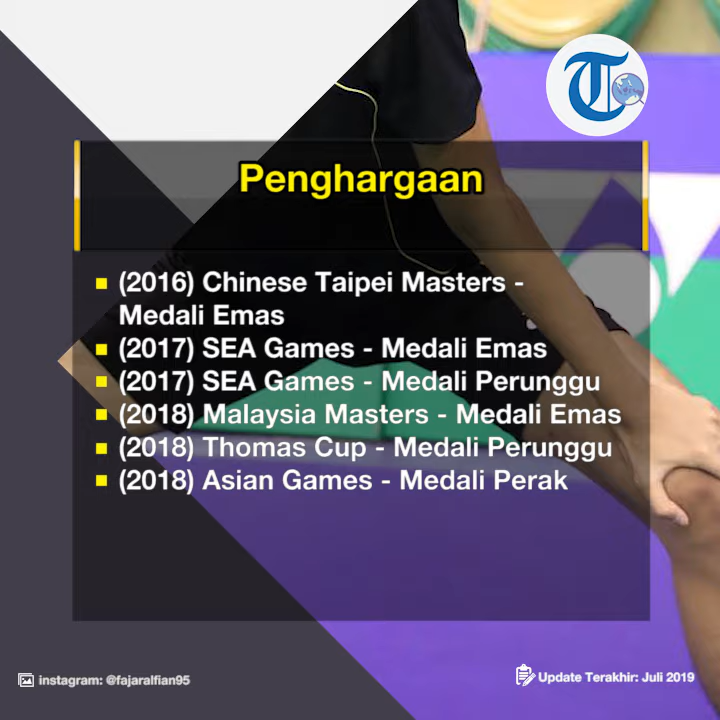 Penghargaan
(2016) Chinese Taipei Masters -
Medali Emas
(2017) SEA Games - Medali Emas
(2017) SEA Games - Medali Perunggu
(2018) Malaysia Masters - Medali Emas
(2018) Thomas Cup - Medali Perunggu
(2018) Asian Games - Medali Perak
instagram: @fajaralfian95
Update Terakhir: Juli 2019